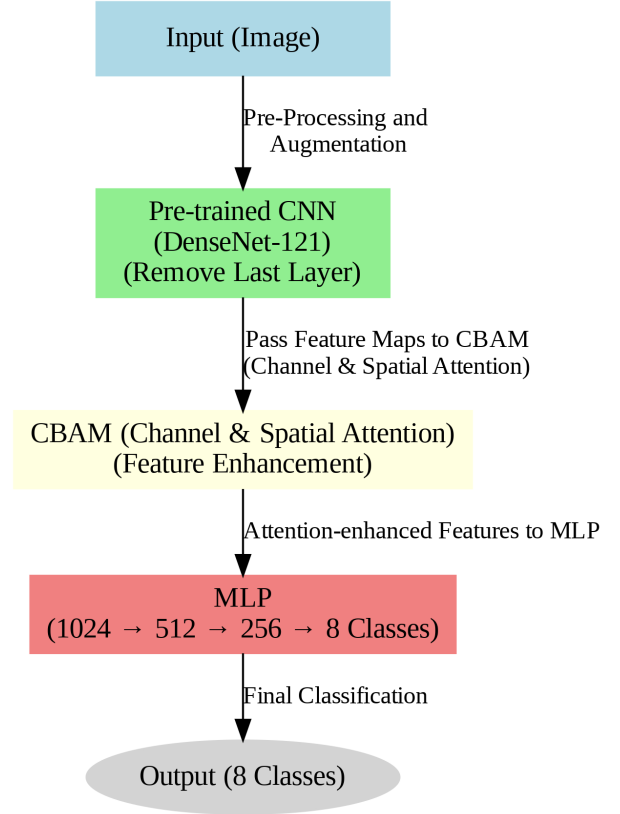 Input (Image)
Pre-Processing and
Augmentation
Pre-trained CNN
(DenseNet-121)
(Remove Last Layer)
Pass Feature Maps to CBAM
(Channel & Spatial Attention)
CBAM (Channel & Spatial Attention)
(Feature Enhancement)
Attention-enhanced Features to MLP
MLP
(1024 → 512 → 256 → 8 Classes)
Final Classification
Output (8 Classes)